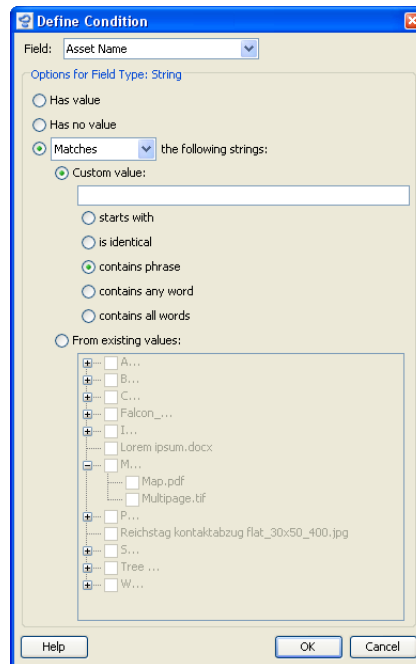 Define Condition
Field: Asset Name
Options for Field Type: String
Has value
Has no value
Matches the following strings:
Custom value:
starts with
is identical
contains phrase
contains any word
contains all words
From existing values:
A...
B...
C...
Falcon_...
I...
Lorem ipsum.docx
M...
Map.pdf
Multipage.tif
P...
Reichstag kontaktabzug flat_30x50_400.jpg
S...
Tree ...
W...
Help OK Cancel